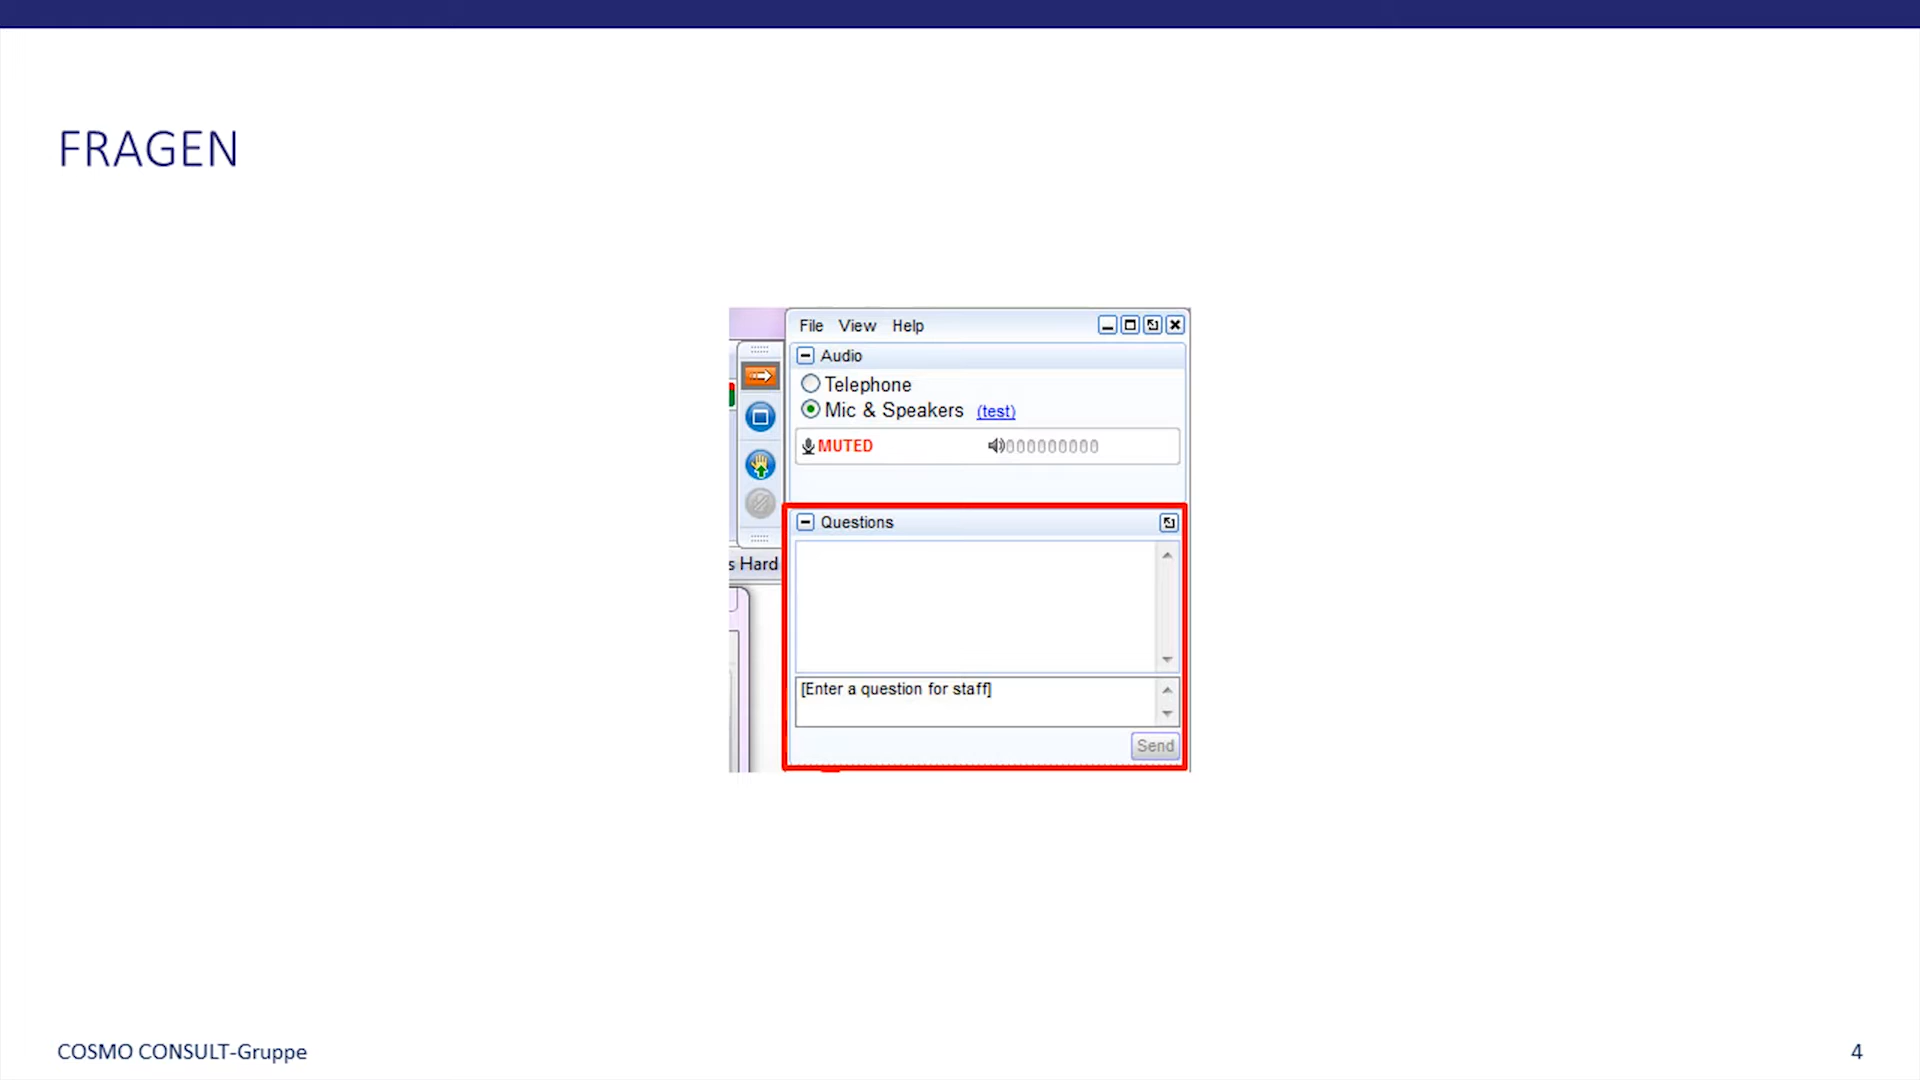 FRAGEN
File View Help
Audio
Telephone
Mic & Speakers (test)
MUTED
Questions
s Hard
[Enter a question for staff]
Send
COSMO CONSULT-Gruppe
4